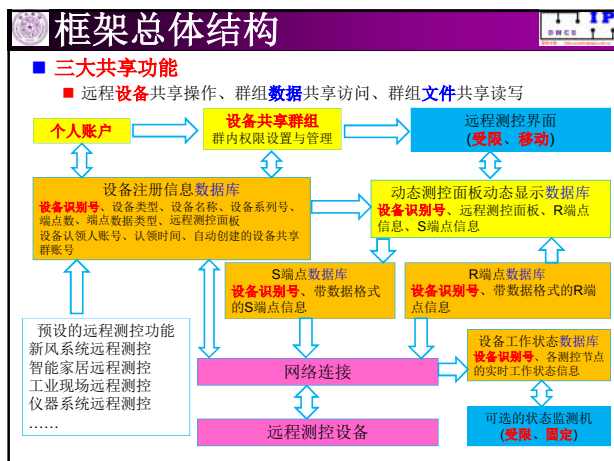 框架总体结构
IP
DMCS
三大共享功能
远程设备共享操作、群组数据共享访问、群组文件共享读写
个人账户
设备共享群组
群内权限设置与管理
远程测控界面
(受限、移动)
设备注册信息数据库
设备识别号、设备类型、设备名称、设备系列号、
端点数、端点数据类型、远程测控面板
设备认领人账号、认领时间、自动创建的设备共享
群账号
动态测控面板动态显示数据库
设备识别号、远程测控面板、R端点
信息、S端点信息
S端点数据库
设备识别号、带数据格式
的S端点信息
R端点数据库
设备识别号、带数据格式的R端
点信息
预设的远程测控功能
新风系统远程测控
智能家居远程测控
工业现场远程测控
仪器系统远程测控
……
网络连接
设备工作状态数据库
设备识别号、各测控节点
的实时工作状态信息
远程测控设备
可选的状态监测机
(受限、固定)